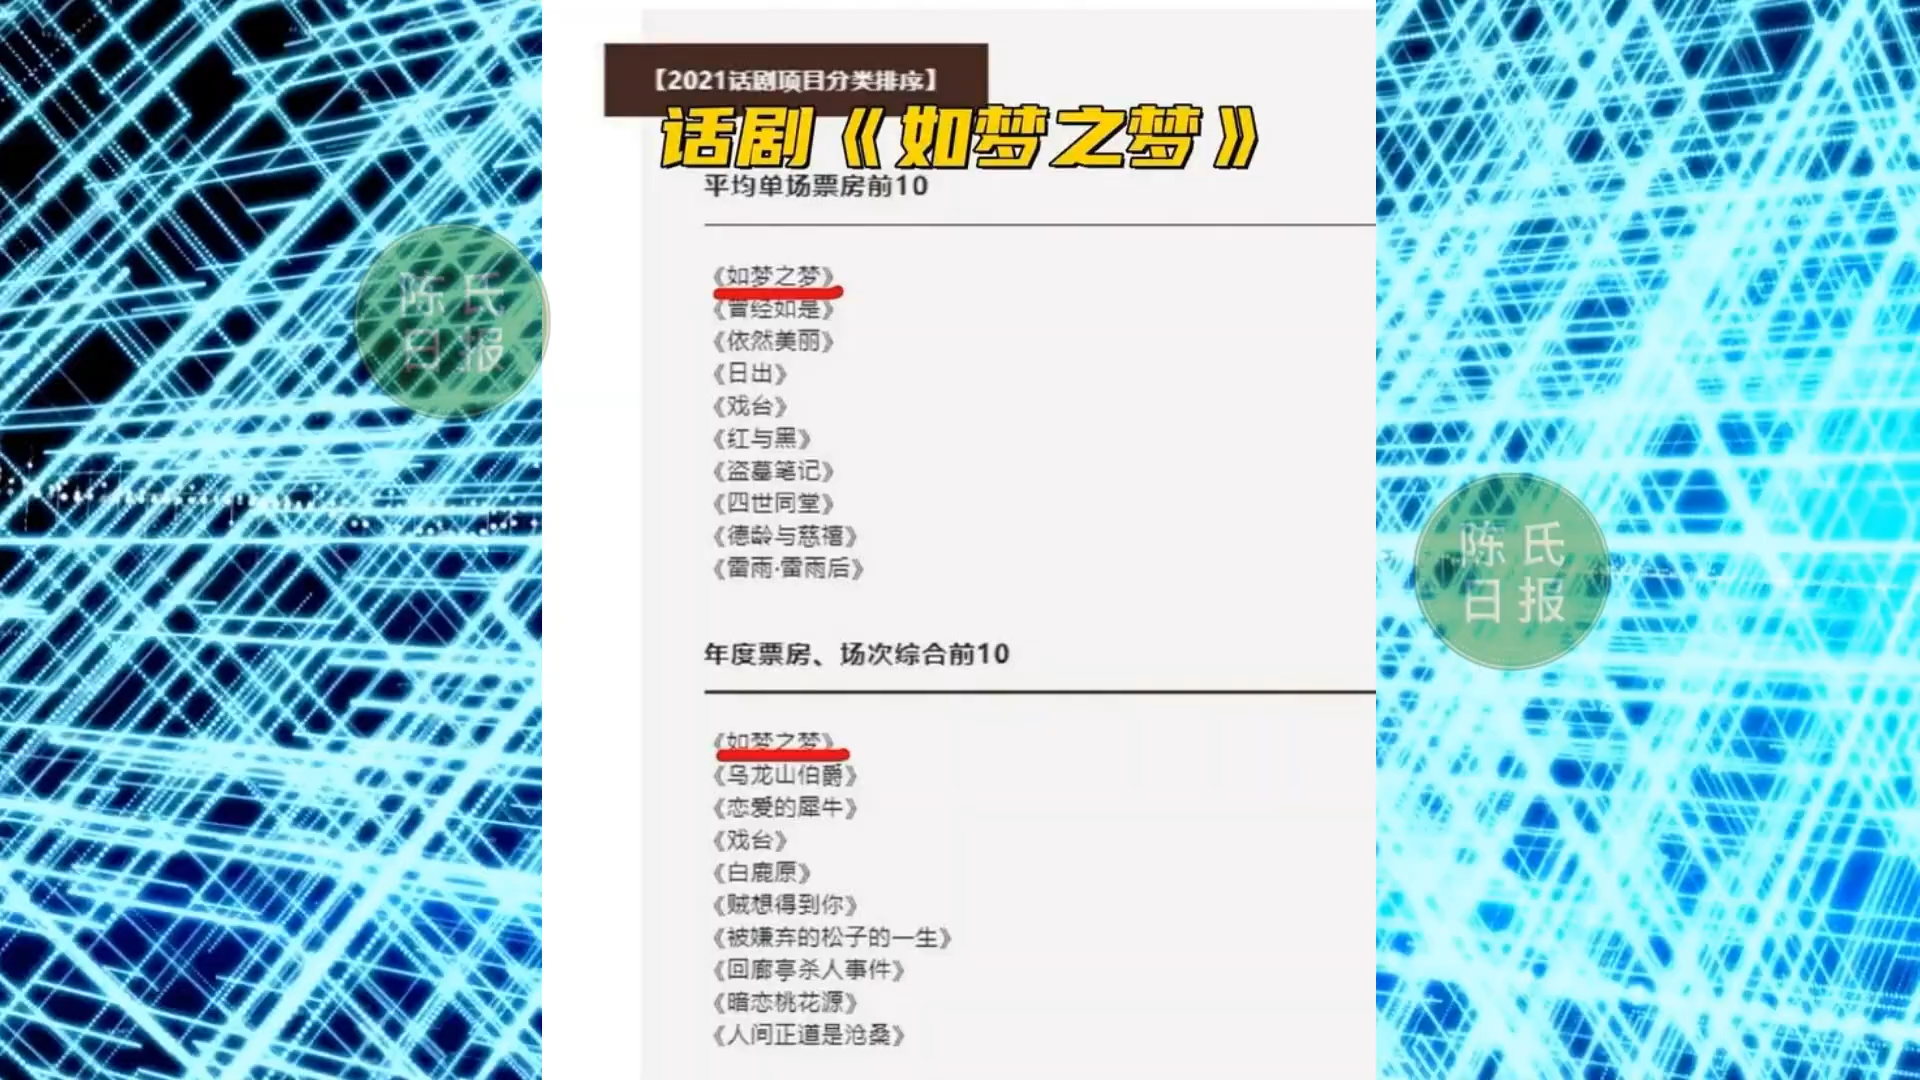 【2021话剧项目分类排序】
话剧《如梦之梦》
平均单场票房前10
《如梦之梦》
《曾经如是》
《依然美丽》
《日出》
《戏台》
《红与黑》
《盗墓笔记》
《四世同堂》
《德龄与慈禧》
《雷雨·雷雨后》
年度票房、场次综合前10
《如梦之梦》
《乌龙山伯爵》
《恋爱的犀牛》
《戏台》
《白鹿原》
《贼想得到你》
《被嫌弃的松子的一生》
《回廊亭杀人事件》
《暗恋桃花源》
《人间正道是沧桑》
陈氏
日报
陈氏
日报